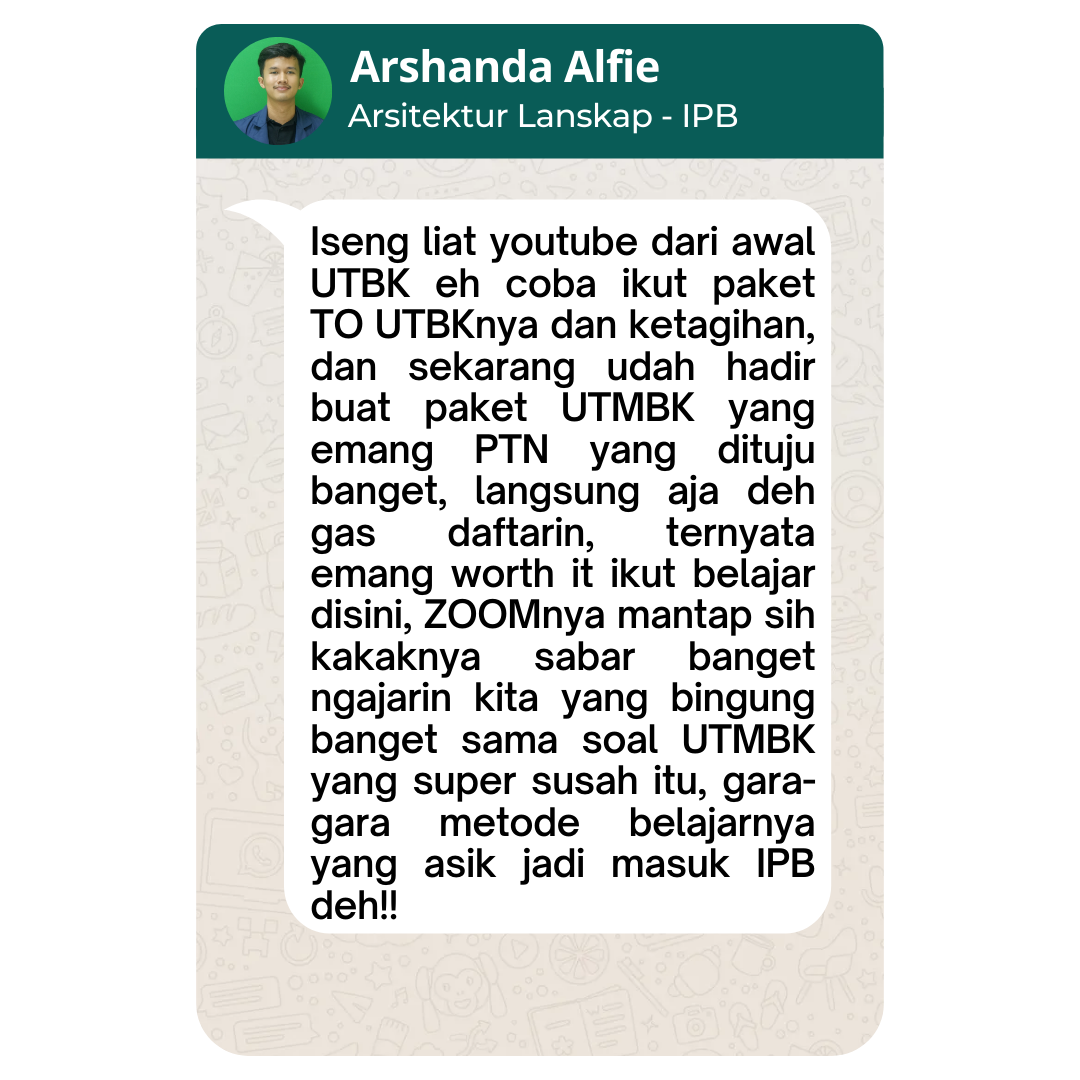 Arshanda Alfie
Arsitektur Lanskap - IPB
Iseng liat youtube dari awal
UTBK eh coba ikut paket
TO UTBKnya dan ketagihan,
dan sekarang udah hadir
buat paket UTMBK yang
emang PTN yang dituju
banget, langsung aja deh
gas daftarin, ternyata
emang worth it ikut belajar
disini, ZOOMnya mantap sih
kakaknya sabar banget
ngajarin kita yang bingung
banget sama soal UTMBK
yang super susah itu, gara-
gara metode belajarnya
yang asik jadi masuk IPB
deh!!